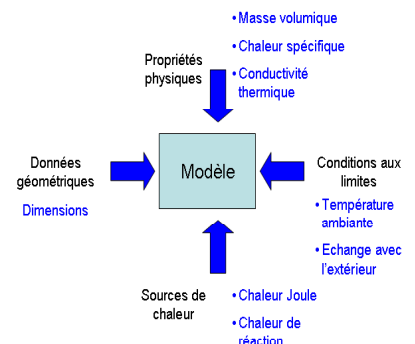 • Masse volumique
Propriétés
physiques
• Chaleur spécifique
• Conductivité
thermique
Données
géométriques
Dimensions
Modèle
Conditions aux
limites
• Température
ambiante
• Echange avec
l'extérieur
Sources de
chaleur
• Chaleur Joule
• Chaleur de
réaction